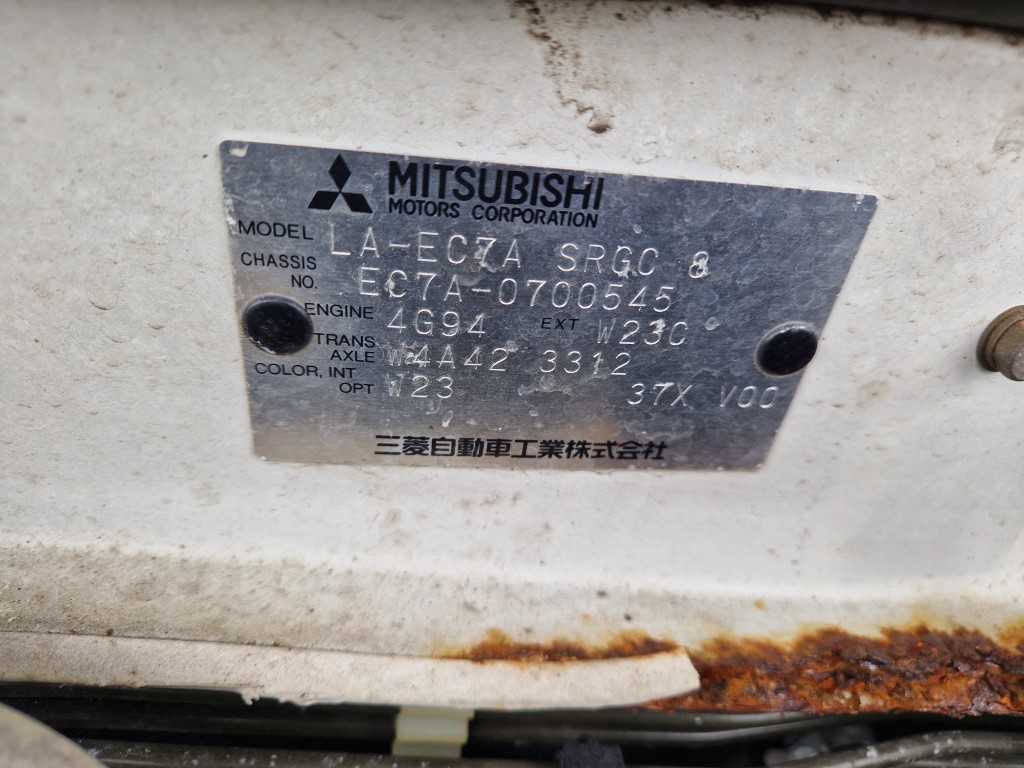 MITSUBISHI
MOTORS CORPORATION
MODEL LA-EC7A SRGC 8
CHASSIS NO. EC7A-0700545
ENGINE 4G94 EXT W23C
TRANS AXLE W4A42 3312
COLOR, INT OPT W23 37X V00
三菱自動車工業株式会社